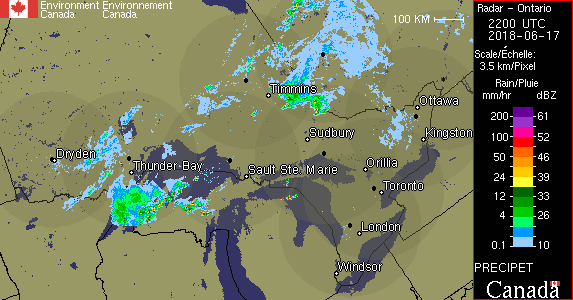 Environment Environnement
Canada Canada
100 KM
Timmins
Ottawa
Sudbury
Kingston
Dryden
Thunder-Bay
Sault Ste. Marie
Orillia
Toronto
London
Windsor
Radar - Ontario
2200 UTC
2018-06-17
Scale/Échelle:
3.5 km/Pixel
Rain/Pluie
mm/hr dBZ
200 61
100 52
50 46
24 39
12 33
4 26
0.1 10
PRECIPET
Canada